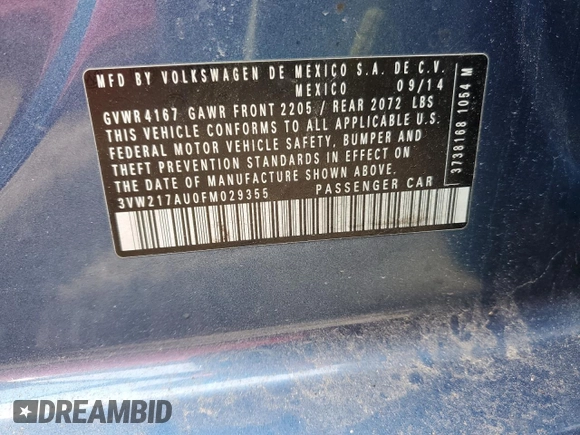 MFD BY VOLKSWAGEN DE MEXICO S.A. DE C.V.
MEXICO 09/14
GVWR 4167 GAWR FRONT 2205 / REAR 2072 LBS
THIS VEHICLE CONFORMS TO ALL APPLICABLE U.S.
FEDERAL MOTOR VEHICLE SAFETY, BUMPER AND
THEFT PREVENTION STANDARDS IN EFFECT ON
THE DATE OF MANUFACTURE SHOWN ABOVE.
3VW217AU0FM029355 PASSENGER CAR
3738168 1054 M
DREAMBID